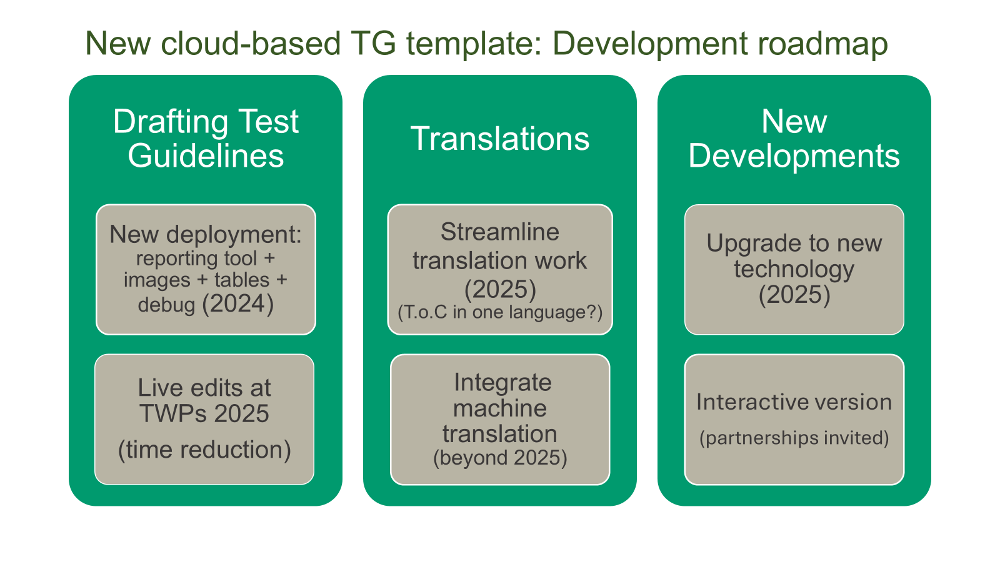 New cloud-based TG template: Development roadmap
Drafting Test
Guidelines
New deployment:
reporting tool +
images + tables +
debug (2024)
Live edits at
TWPs 2025
(time reduction)
Translations
Streamline
translation work
(2025)
(T.o.C in one language?)
Integrate
machine
translation
(beyond 2025)
New
Developments
Upgrade to new
technology
(2025)
Interactive version
(partnerships invited)